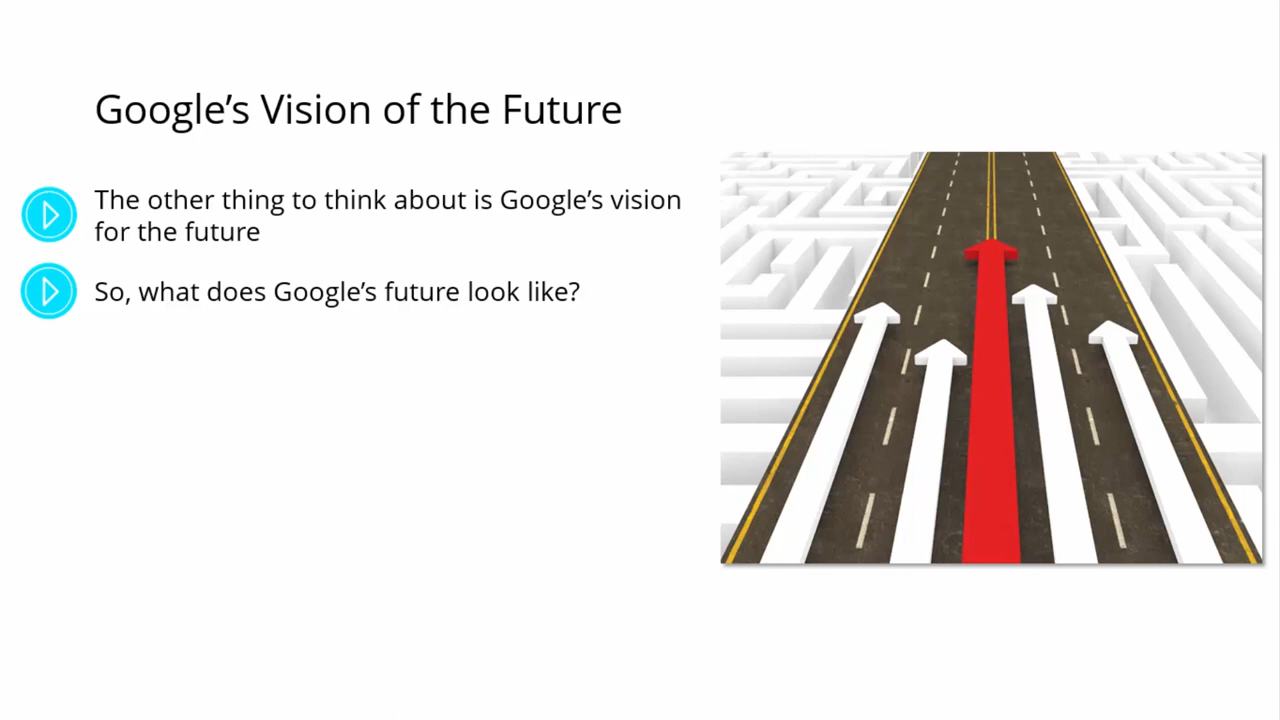 Google’s Vision of the Future
The other thing to think about is Google’s vision
for the future
So, what does Google’s future look like?